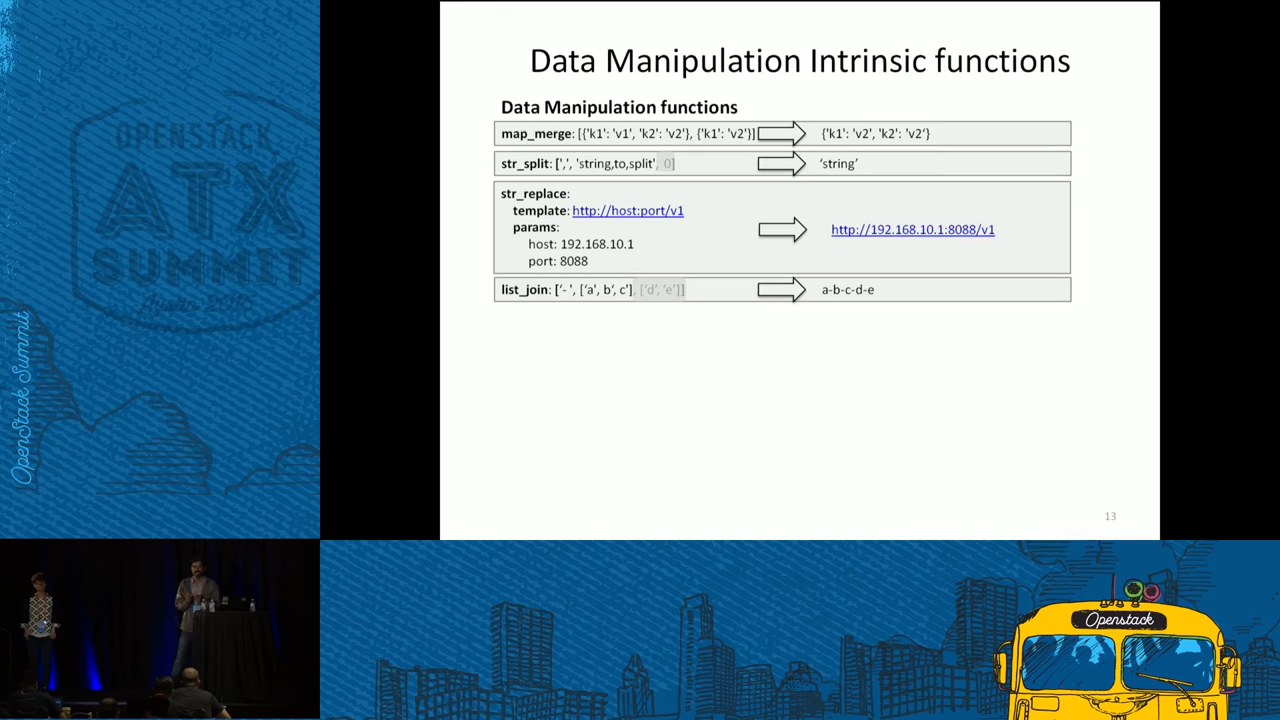 Data Manipulation Intrinsic functions
Data Manipulation functions
map_merge: [{'k1': 'v1', 'k2': 'v2'}, {'k1': 'v2'}] {'k1': 'v2', 'k2': 'v2'}
str_split: [',', 'string,to,split', 0] 'string'
str_replace:
template: http://host:port/v1
params:
host: 192.168.10.1
port: 8088
http://192.168.10.1:8088/v1
list_join: ['- ', ['a', b', c'], ['d', 'e']] a-b-c-d-e
13
OPENSTACK
ATX
SUMMIT
OpenStack Summit
Openstack